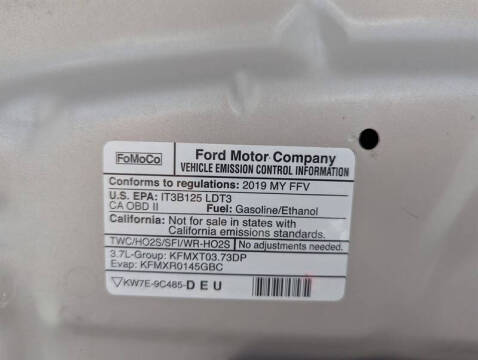 FoMoCo
Ford Motor Company
VEHICLE EMISSION CONTROL INFORMATION
Conforms to regulations: 2019 MY FFV
U.S. EPA: IT3B125 LDT3
CA OBD II Fuel: Gasoline/Ethanol
California: Not for sale in states with
California emissions standards.
TWC/HO2S/SFI/WR-HO2S No adjustments needed.
3.7L-Group: KFMXT03.73DP
Evap: KFMXR0145GBC
KW7E-9C485-DEU